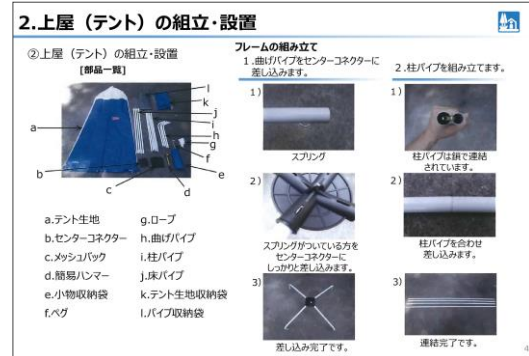 2.上屋（テント）の組立・設置
②上屋（テント）の組立・設置
[部品一覧]
a
b
c
d
e
f
g
h
i
j
k
l
a.テント生地
b.センターコネクター
c.メッシュバック
d.簡易ハンマー
e.小物収納袋
f.ペグ
g.ロープ
h.曲げパイプ
i.柱パイプ
j.床パイプ
k.テント生地収納袋
l.パイプ収納袋
フレームの組み立て
1.曲げパイプをセンターコネクターに
差し込みます。
1）
スプリング
2）
スプリングがついている方を
センターコネクターに
しっかりと差し込みます。
3)
差し込み完了です。
2.柱パイプを組み立てます。
1）
柱パイプは鎖で連結
されています。
2）
柱パイプを合わせ
差し込みます。
3)
連結完了です。
4